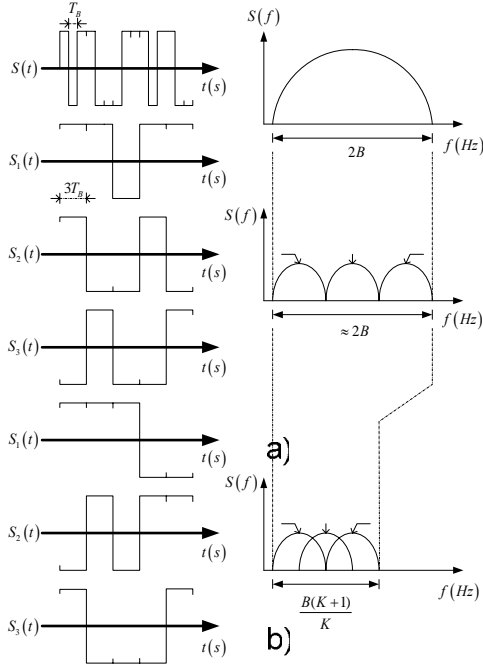 T_B
S(t)
t(s)
S(f)
2B
f(Hz)
S_1(t)
t(s)
3T_B
S_2(t)
t(s)
S(f)
≈2B
f(Hz)
S_3(t)
t(s)
S_1(t)
t(s)
a)
S(f)
S_2(t)
t(s)
B(K+1)
K
f(Hz)
S_3(t)
t(s)
b)